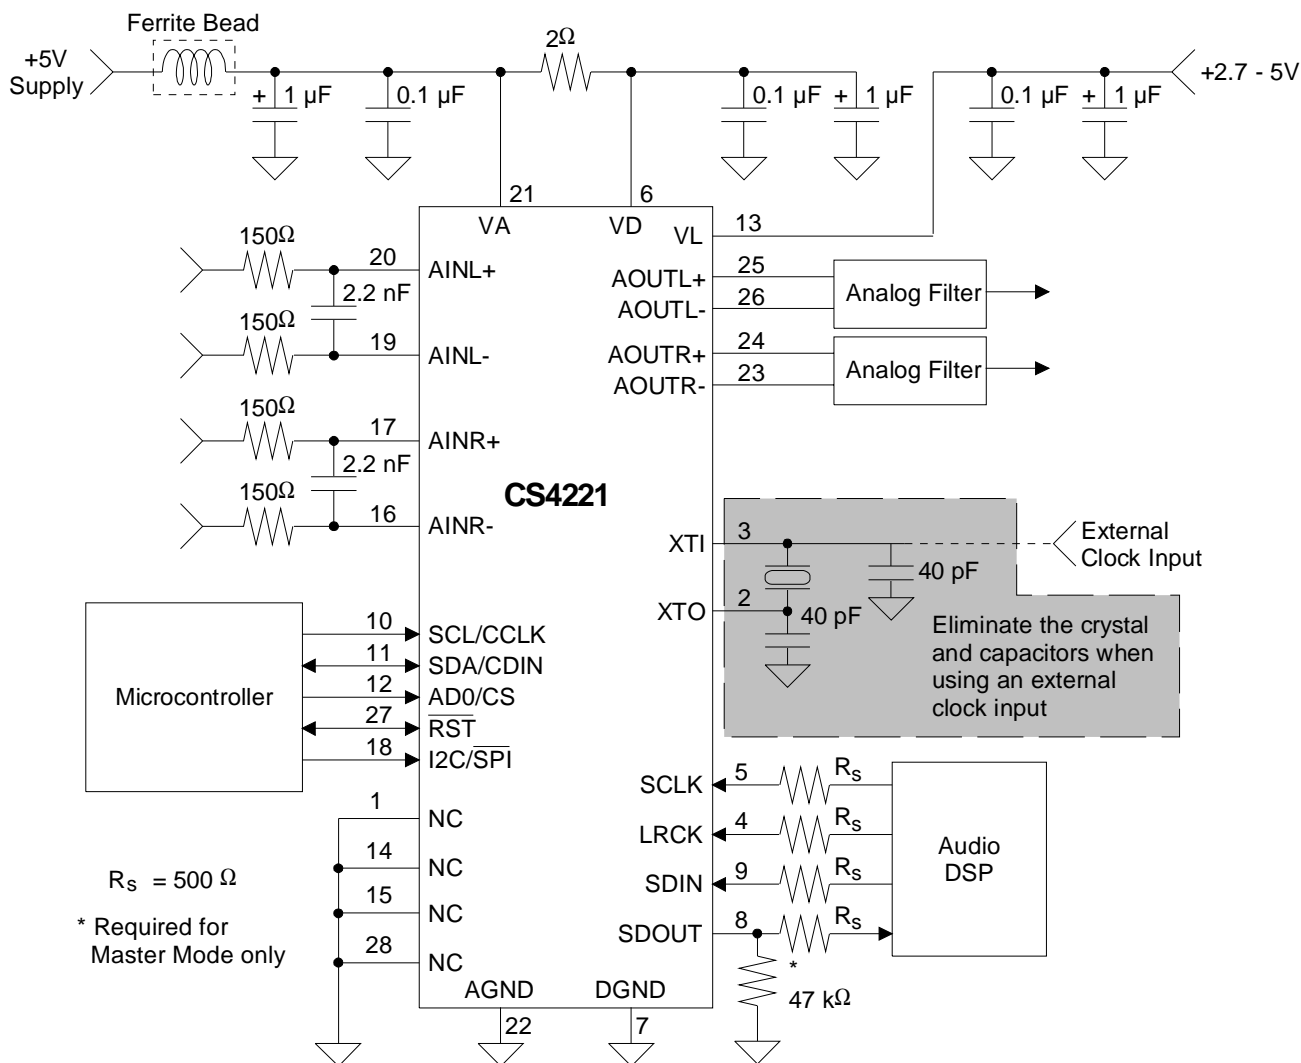 Ferrite Bead
+5V
Supply
2Ω
+ 1 µF
0.1 µF
0.1 µF
+ 1 µF
0.1 µF
+ 1 µF
+2.7 - 5V
21
6
VA
VD
VL
13
150Ω
20
AINL+
2.2 nF
150Ω
19
AINL-
150Ω
17
AINR+
2.2 nF
150Ω
16
AINR-
AOUTL+
25
AOUTL-
26
Analog Filter
AOUTR+
24
AOUTR-
23
Analog Filter
CS4221
XTI
3
External
Clock Input
40 pF
XTO
2
40 pF
Eliminate the crystal
and capacitors when
using an external
clock input
Microcontroller
10
SCL/CCLK
11
SDA/CDIN
12
AD0/CS
27
RST
18
I2C/SPI
1
NC
14
NC
15
NC
28
NC
SCLK
5
Rs
LRCK
4
Rs
SDIN
9
Rs
SDOUT
8
Rs
Audio
DSP
*
47 kΩ
Rs = 500 Ω
* Required for
Master Mode only
AGND
DGND
22
7